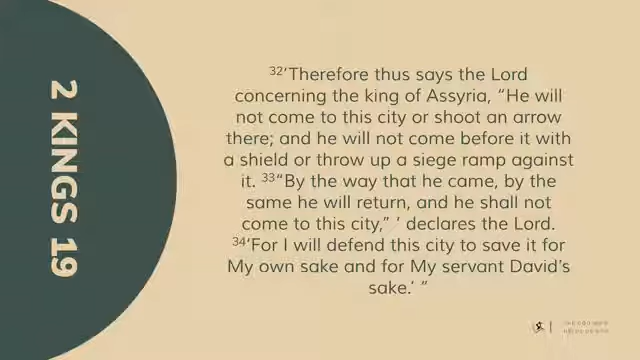 2 KINGS 19
³²‘Therefore thus says the Lord
concerning the king of Assyria, “He will
not come to this city or shoot an arrow
there; and he will not come before it with
a shield or throw up a siege ramp against
it. ³³“By the way that he came, by the
same he will return, and he shall not
come to this city,” ’ declares the Lord.
³⁴‘For I will defend this city to save it for
My own sake and for My servant David’s
sake.’ ”